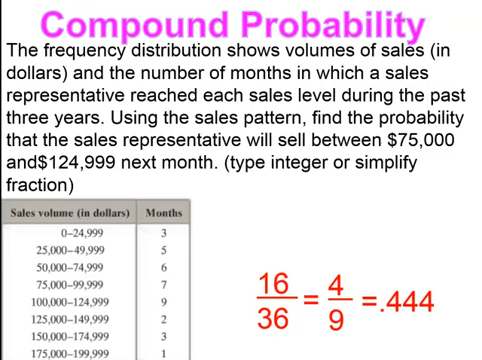 Compound Probability
The frequency distribution shows volumes of sales (in
dollars) and the number of months in which a sales
representative reached each sales level during the past
three years. Using the sales pattern, find the probability
that the sales representative will sell between $75,000
and$124,999 next month. (type integer or simplify
fraction)
Sales volume (in dollars) Months
0–24,999 3
25,000–49,999 5
50,000–74,999 6
75,000–99,999 7
100,000–124,999 9
125,000–149,999 2
150,000–174,999 3
175,000–199,999 1
16/36 = 4/9 = .444